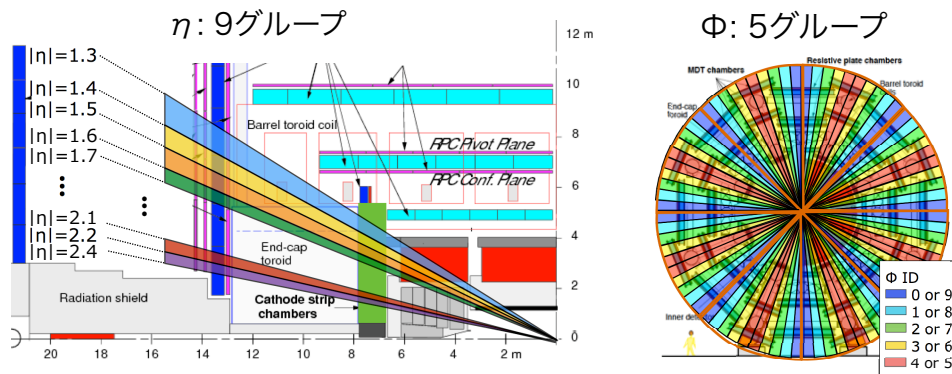 η: 9グループ
Φ: 5グループ
12 m
10
8
6
4
2
0
|η|=1.3
|η|=1.4
|η|=1.5
|η|=1.6
|η|=1.7
|η|=2.1
|η|=2.2
|η|=2.4
Barrel toroid coil
RPC Pivot Plane
RPC Conf. Plane
End-cap
toroid
Cathode strip
chambers
Radiation shield
20
18
16
14
12
10
8
6
4
2 m
Resistive plate chambers
MDT chambers
Barrel toroid
End-cap
toroid
Φ ID
0 or 9
1 or 8
2 or 7
3 or 6
4 or 5